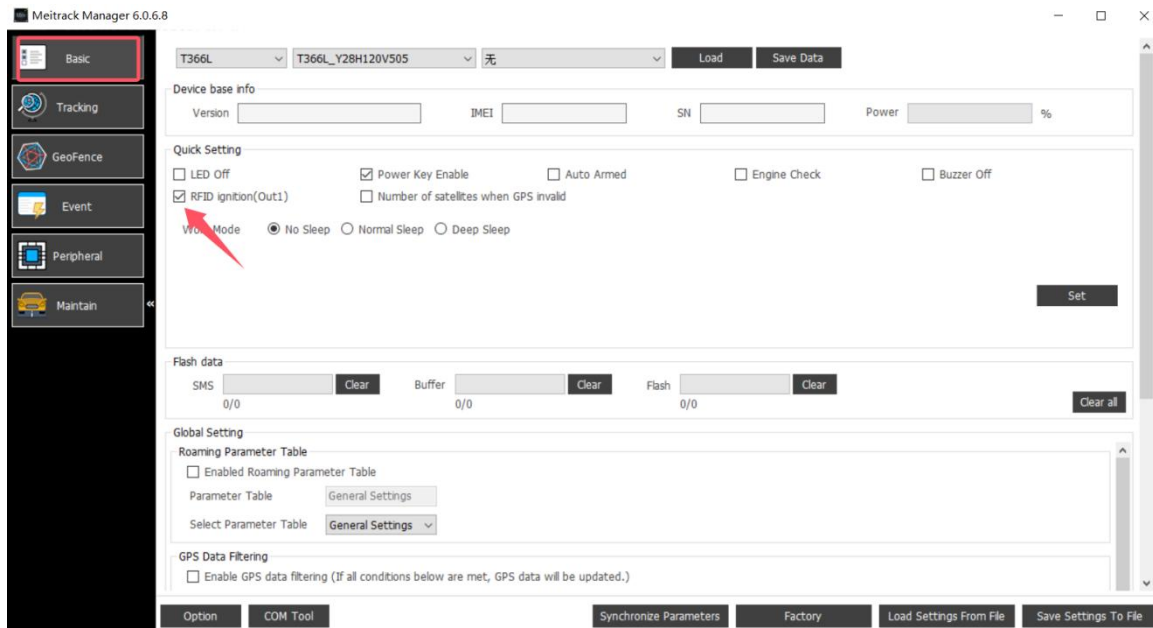 Meitrack Manager 6.0.6.8
Basic
Tracking
GeoFence
Event
Peripheral
Maintain
«
T366L T366L_Y28H120V505 无 Load Save Data
Device base info
Version IMEI SN Power %
Quick Setting
LED Off Power Key Enable Auto Armed Engine Check Buzzer Off
RFID ignition(Out1) Number of satellites when GPS invalid
Mode No Sleep Normal Sleep Deep Sleep
Set
Flash data
SMS Clear Buffer Clear Flash Clear
0/0 0/0 0/0
Clear all
Global Setting
Roaming Parameter Table
Enabled Roaming Parameter Table
Parameter Table General Settings
Select Parameter Table General Settings
GPS Data Filtering
Enable GPS data filtering (If all conditions below are met, GPS data will be updated.)
Option COM Tool Synchronize Parameters Factory Load Settings From File Save Settings To File